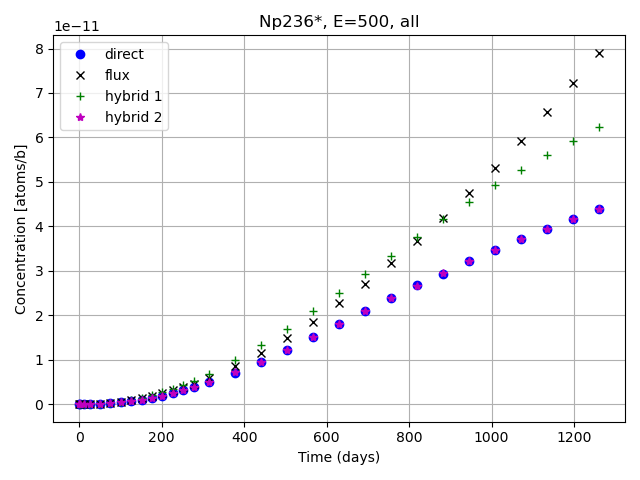 Np236*, E=500, all
1e−11
direct
flux
hybrid 1
hybrid 2
8
7
6
5
4
3
2
1
0
Concentration [atoms/b]
0 200 400 600 800 1000 1200
Time (days)